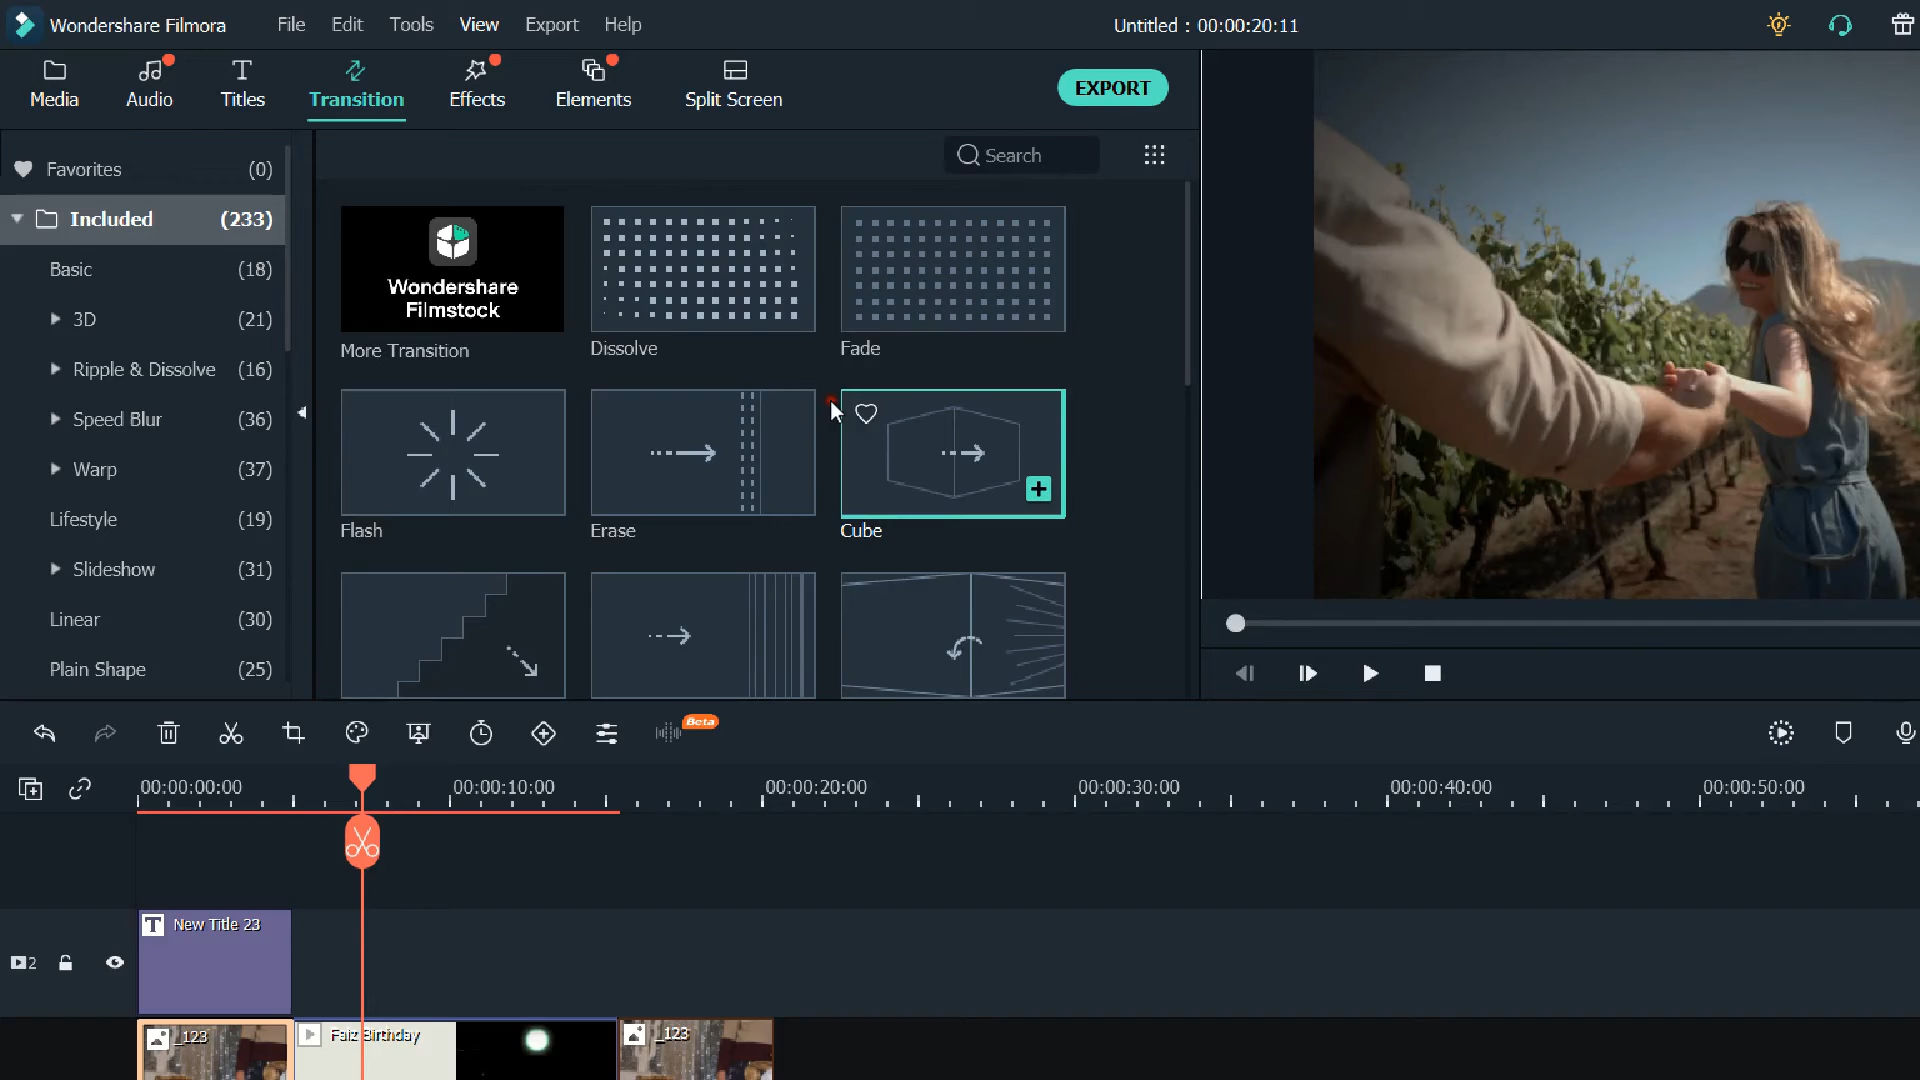 Wondershare Filmora File Edit Tools View Export Help Untitled : 00:00:20:11
Media Audio Titles Transition Effects Elements Split Screen EXPORT
Favorites (0)
Search
Included (233)
Basic (18)
3D (21)
Ripple & Dissolve (16)
Speed Blur (36)
Warp (37)
Lifestyle (19)
Slideshow (31)
Linear (30)
Plain Shape (25)
Wondershare
Filmstock
More Transition Dissolve Fade
Flash Erase Cube
Beta
00:00:00:00 00:00:10:00 00:00:20:00 00:00:30:00 00:00:40:00 00:00:50:00
T New Title 23
2
_123 Faiz Birthday _123